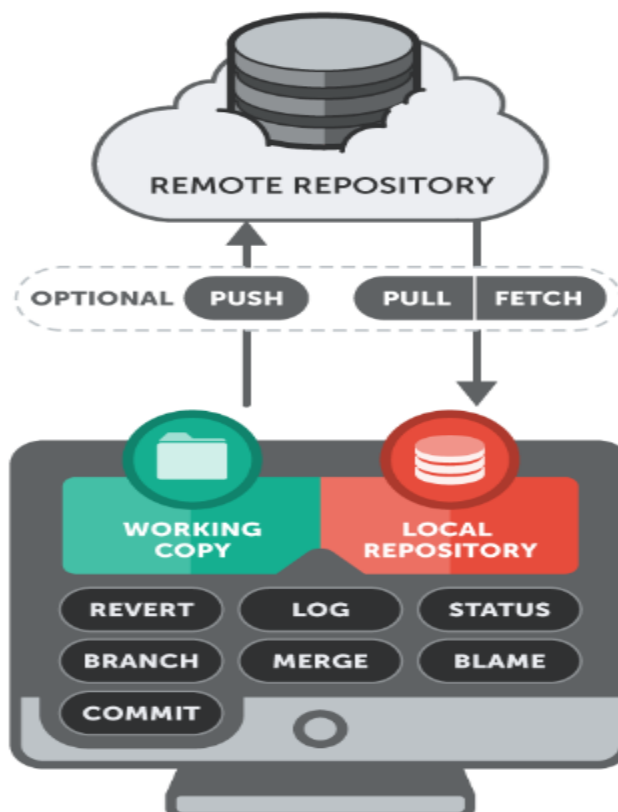 REMOTE REPOSITORY
OPTIONAL PUSH PULL FETCH
WORKING COPY
LOCAL REPOSITORY
REVERT LOG STATUS
BRANCH MERGE BLAME
COMMIT